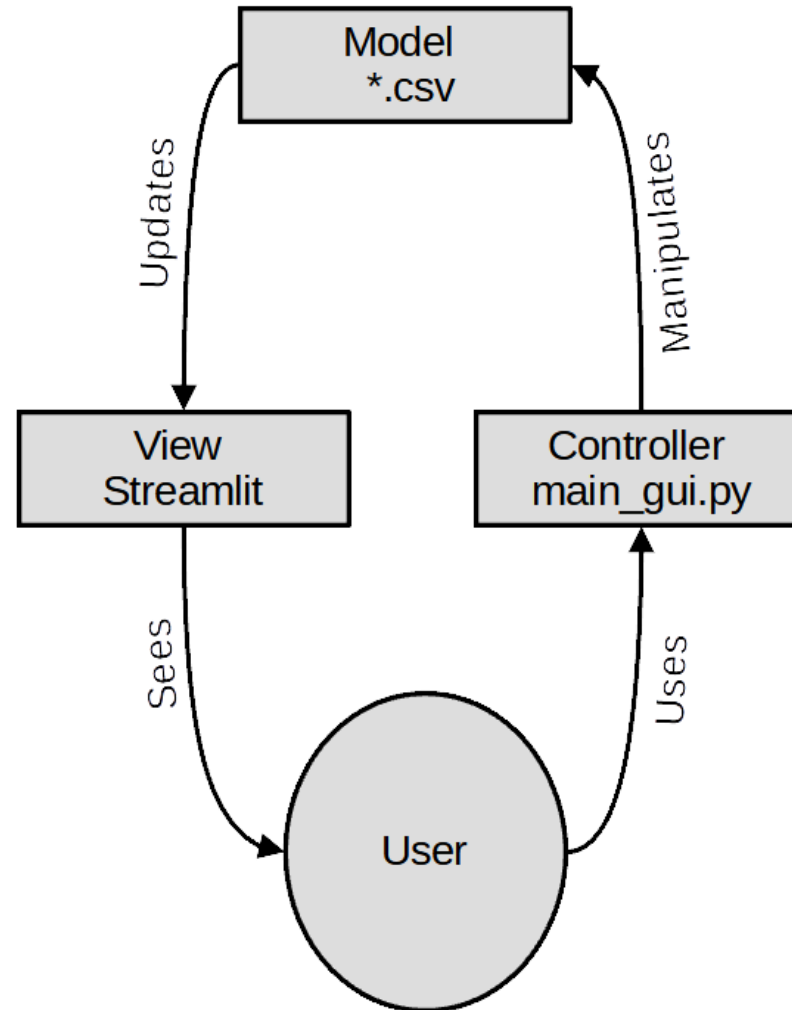 Model
*.csv
Updates
Manipulates
View
Streamlit
Controller
main_gui.py
Sees
Uses
User